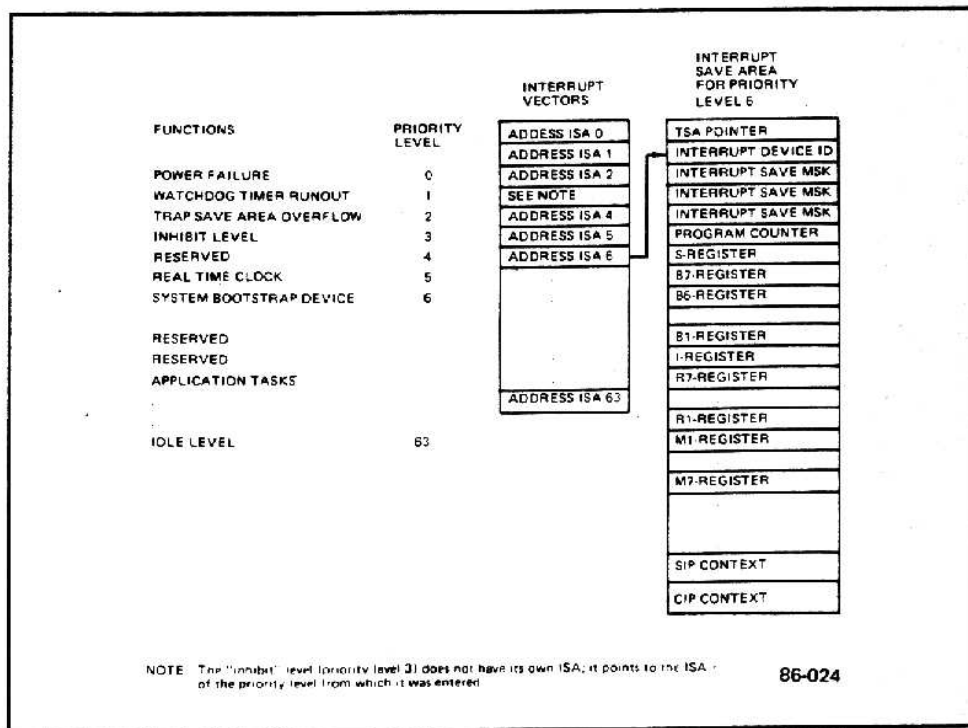 INTERRUPT
SAVE AREA
FOR PRIORITY
LEVEL 6
INTERRUPT
VECTORS
FUNCTIONS
PRIORITY
LEVEL
POWER FAILURE 0
WATCHDOG TIMER RUNOUT 1
TRAP SAVE AREA OVERFLOW 2
INHIBIT LEVEL 3
RESERVED 4
REAL TIME CLOCK 5
SYSTEM BOOTSTRAP DEVICE 6
RESERVED
RESERVED
APPLICATION TASKS
IDLE LEVEL 63
ADDESS ISA 0
ADDRESS ISA 1
ADDRESS ISA 2
SEE NOTE
ADDRESS ISA 4
ADDRESS ISA 5
ADDRESS ISA 6
ADDRESS ISA 63
TSA POINTER
INTERRUPT DEVICE ID
INTERRUPT SAVE MSK
INTERRUPT SAVE MSK
INTERRUPT SAVE MSK
PROGRAM COUNTER
S-REGISTER
B7-REGISTER
B6-REGISTER
B1-REGISTER
I-REGISTER
R7-REGISTER
R1-REGISTER
M1-REGISTER
M7-REGISTER
SIP CONTEXT
CIP CONTEXT
NOTE The "inhibit" level (priority level 3) does not have its own ISA; it points to the ISA
of the priority level from which it was entered
86-024